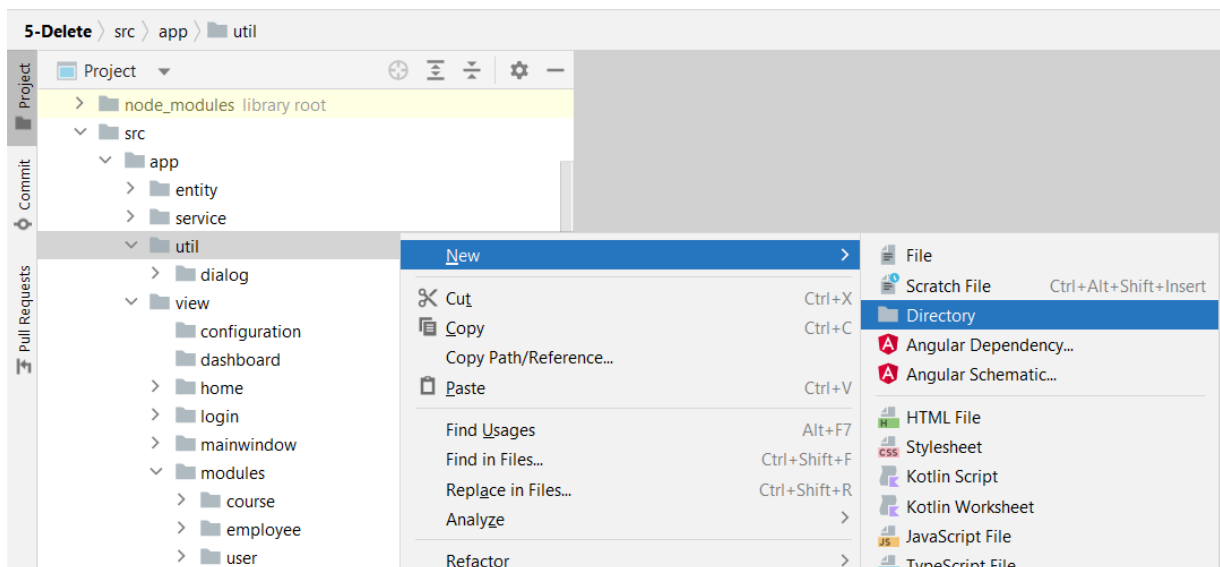 5-Delete src app util
Project
Commit
Pull Requests
Project
node_modules library root
src
app
entity
service
util
dialog
view
configuration
dashboard
home
login
mainwindow
modules
course
employee
user
New
Cut Ctrl+X
Copy Ctrl+C
Copy Path/Reference...
Paste Ctrl+V
Find Usages Alt+F7
Find in Files... Ctrl+Shift+F
Replace in Files... Ctrl+Shift+R
Analyze
Refactor
File
Scratch File Ctrl+Alt+Shift+Insert
Directory
Angular Dependency...
Angular Schematic...
H HTML File
CSS Stylesheet
Kotlin Script
Kotlin Worksheet
JS JavaScript File
TypeScript File